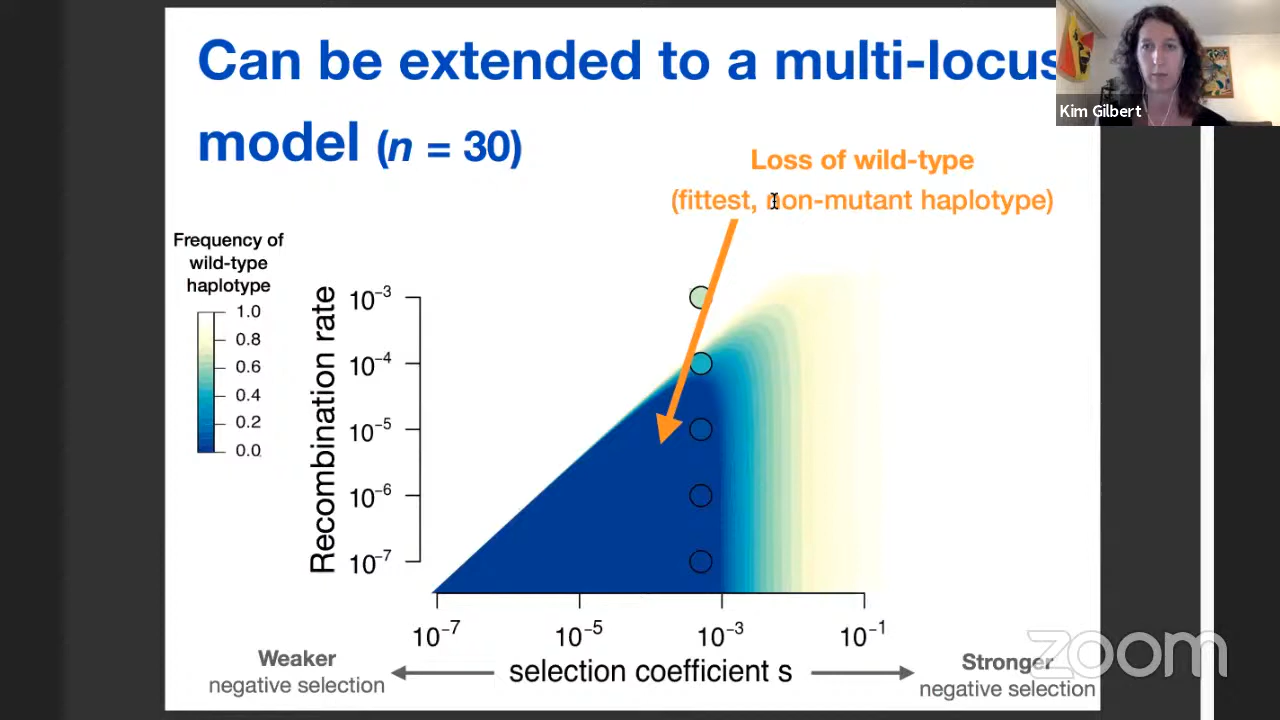 Can be extended to a multi-locus
model (n = 30)
Kim Gilbert
Loss of wild-type
(fittest, non-mutant haplotype)
Frequency of
wild-type
haplotype
1.0
0.8
0.6
0.4
0.2
0.0
Recombination rate
10⁻³
10⁻⁴
10⁻⁵
10⁻⁶
10⁻⁷
10⁻⁷
10⁻⁵
10⁻³
10⁻¹
Weaker
negative selection
selection coefficient s
Stronger
negative selection
zoom